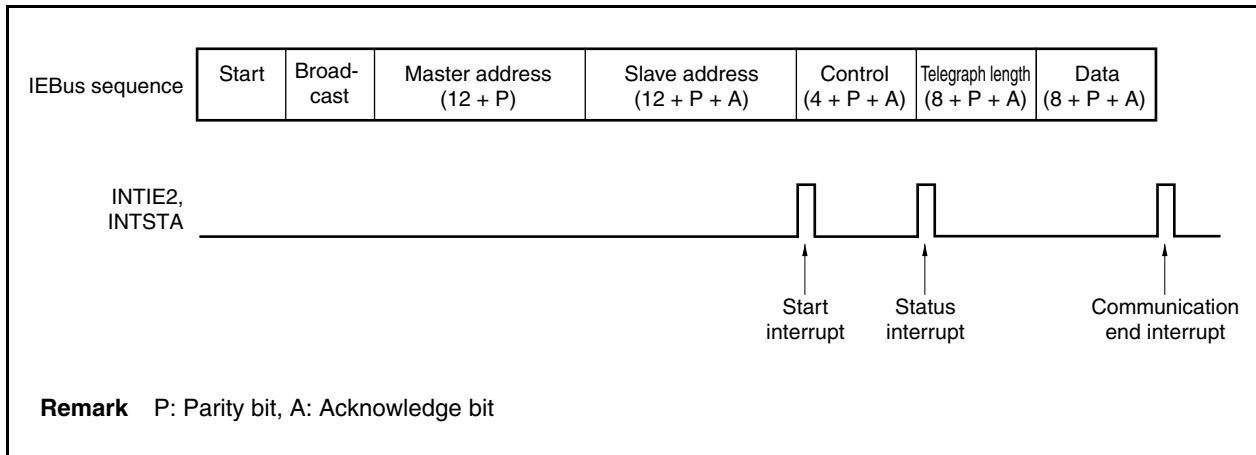 IEBus sequence
Start
Broad-
cast
Master address
(12 + P)
Slave address
(12 + P + A)
Control
(4 + P + A)
Telegraph length
(8 + P + A)
Data
(8 + P + A)
INTIE2,
INTSTA
Start
interrupt
Status
interrupt
Communication
end interrupt
Remark P: Parity bit, A: Acknowledge bit